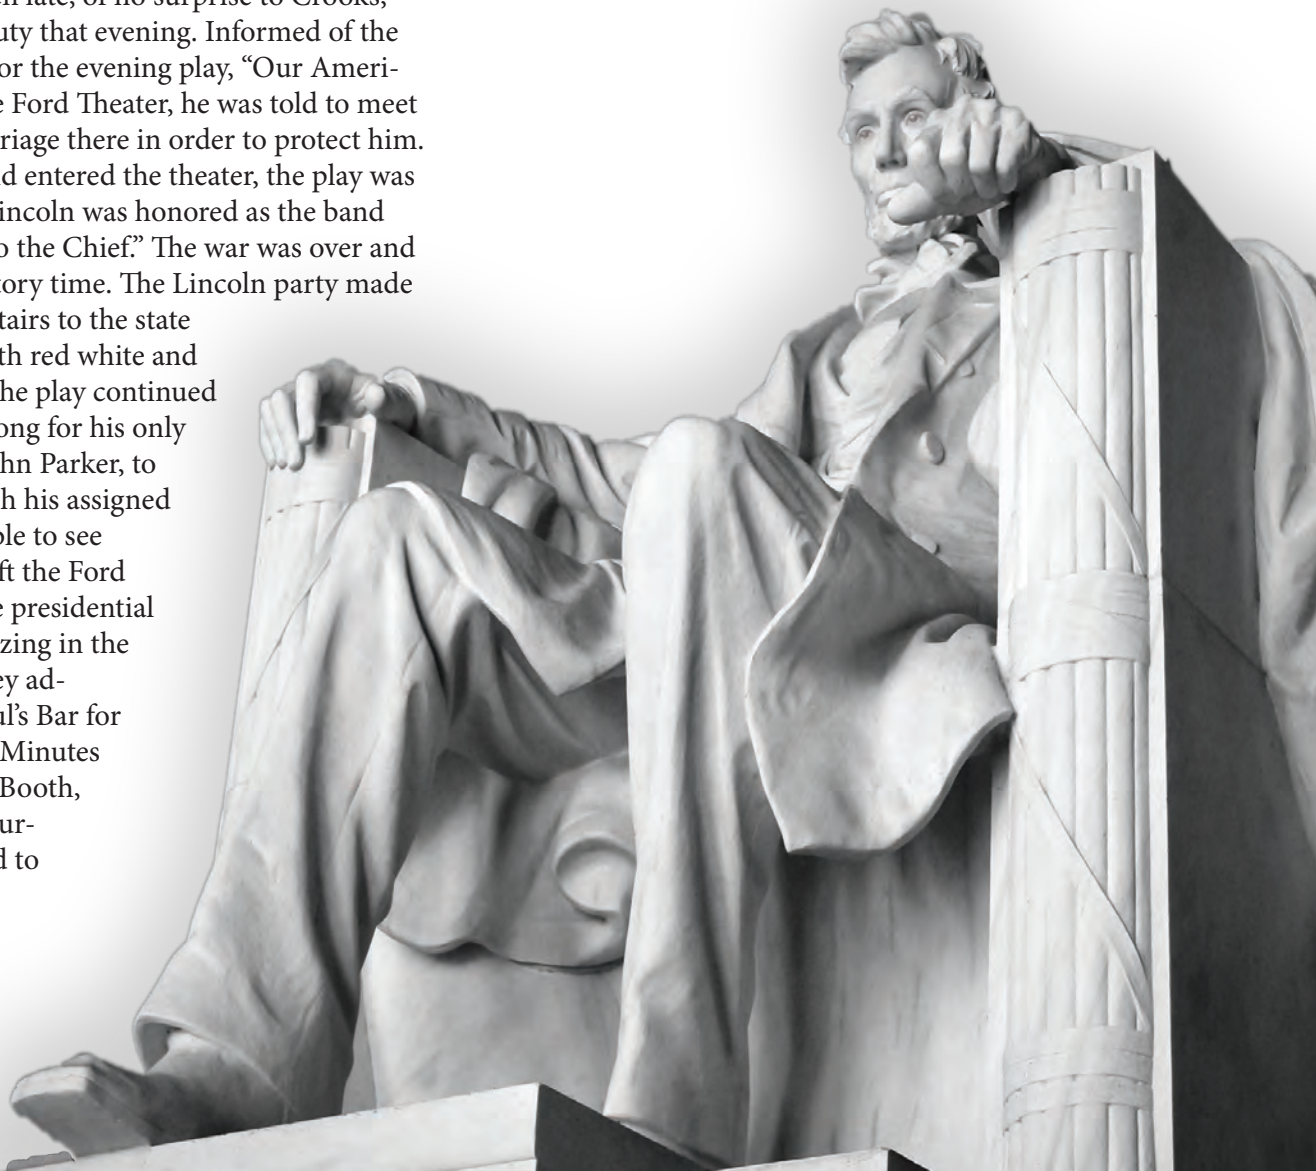 late, of no surprise to Crooks,
uty that evening. Informed of the
or the evening play, “Our Ameri-
e Ford Theater, he was told to meet
riage there in order to protect him.
d entered the theater, the play was
incoln was honored as the band
o the Chief.” The war was over and
tory time. The Lincoln party made
tairs to the state
th red white and
he play continued
ong for his only
hn Parker, to
h his assigned
ble to see
ft the Ford
e presidential
zing in the
ey ad-
ul’s Bar for
Minutes
Booth,
ur-
d to